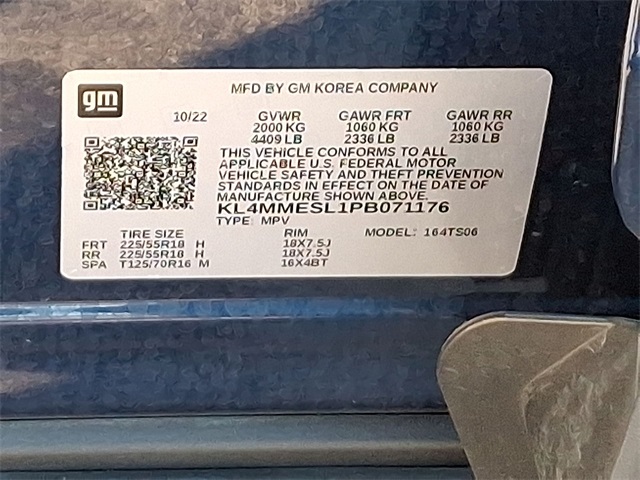 gm
MFD BY GM KOREA COMPANY
10/22 GVWR GAWR FRT GAWR RR
2000 KG 1060 KG 1060 KG
4409 LB 2336 LB 2336 LB
THIS VEHICLE CONFORMS TO ALL
APPLICABLE U.S. FEDERAL MOTOR
VEHICLE SAFETY AND THEFT PREVENTION
STANDARDS IN EFFECT ON THE DATE OF
MANUFACTURE SHOWN ABOVE.
KL4MMESL1PB071176
TYPE: MPV
TIRE SIZE RIM MODEL: 164TS06
FRT 225/55R18 H 18X7.5J
RR 225/55R18 H 18X7.5J
SPA T125/70R16 M 16X4BT